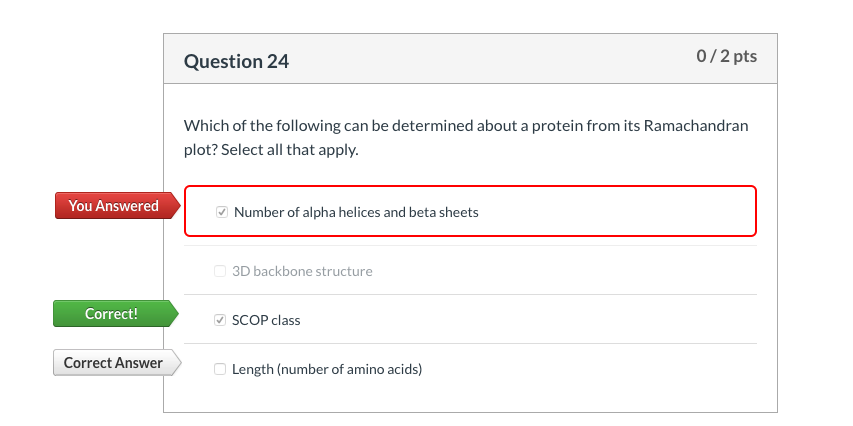 Question 24
0 / 2 pts
Which of the following can be determined about a protein from its Ramachandran
plot? Select all that apply.
You Answered
Number of alpha helices and beta sheets
3D backbone structure
Correct!
SCOP class
Correct Answer
Length (number of amino acids)